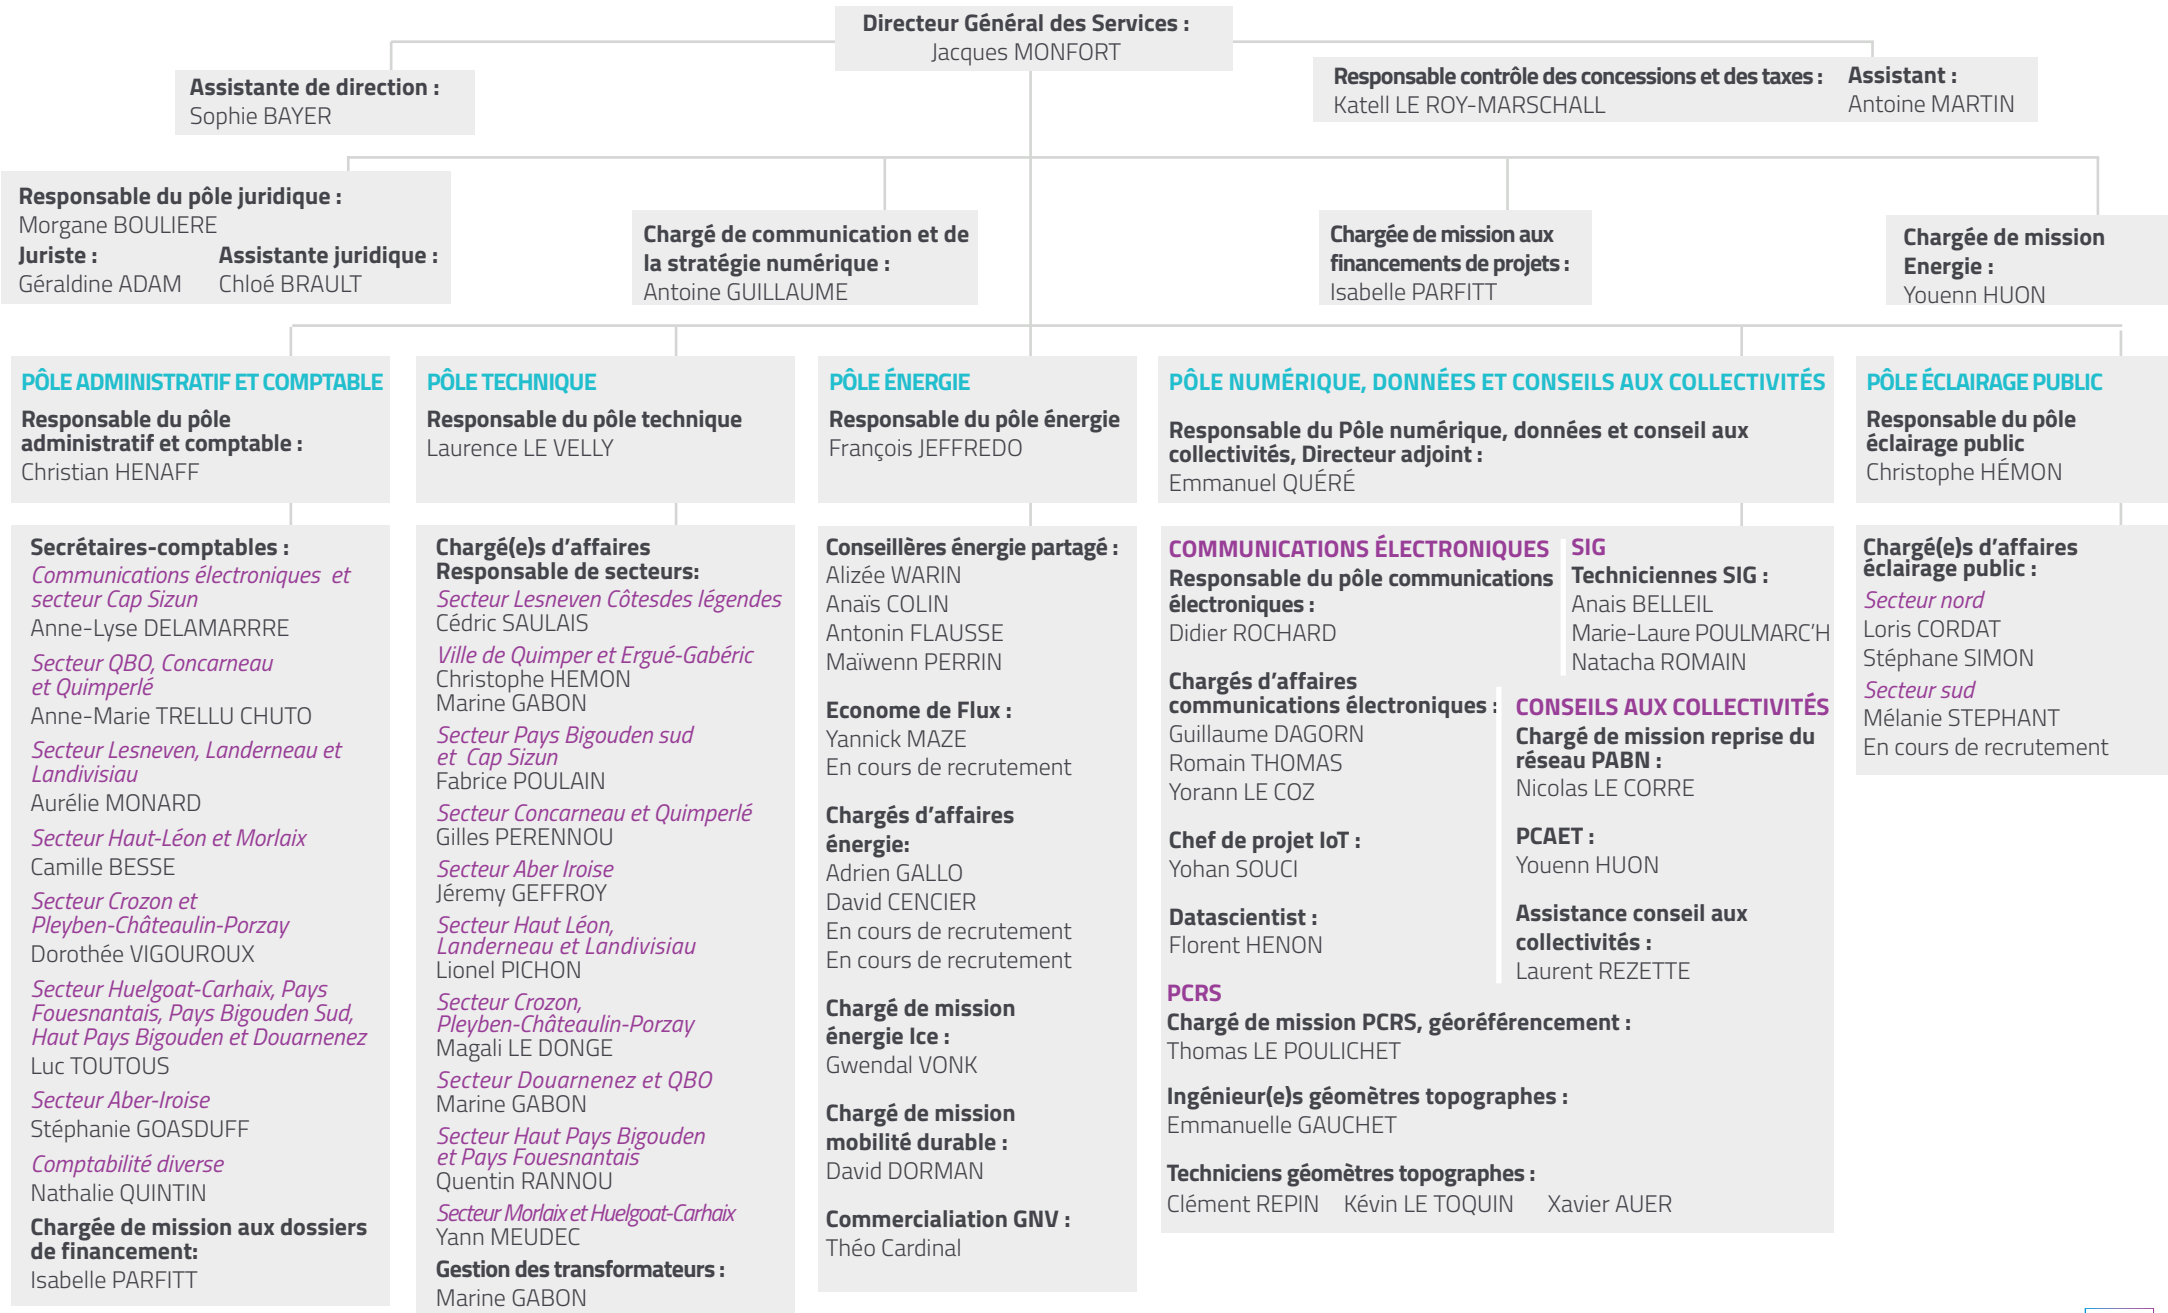 Directeur Général des Services :
Jacques MONFORT
Assistante de direction :
Sophie BAYER
Responsable contrôle des concessions et des taxes :
Katell LE ROY-MARSCHALL
Assistant :
Antoine MARTIN
Responsable du pôle juridique :
Morgane BOULIERE
Juriste :
Géraldine ADAM
Assistante juridique :
Chloé BRAULT
Chargé de communication et de
la stratégie numérique :
Antoine GUILLAUME
Chargée de mission aux
financements de projets :
Isabelle PARFITT
Chargée de mission
Energie :
Youenn HUON
PÔLE ADMINISTRATIF ET COMPTABLE
Responsable du pôle
administratif et comptable :
Christian HENAFF
Secrétaires-comptables :
Communications électroniques et
secteur Cap Sizun
Anne-Lyse DELAMARRRE
Secteur QBO, Concarneau
et Quimperlé
Anne-Marie TRELLU CHUTO
Secteur Lesneven, Landerneau et
Landivisiau
Aurélie MONARD
Secteur Haut-Léon et Morlaix
Camille BESSE
Secteur Crozon et
Pleyben-Châteaulin-Porzay
Dorothée VIGOUROUX
Secteur Huelgoat-Carhaix, Pays
Fouesnantais, Pays Bigouden Sud,
Haut Pays Bigouden et Douarnenez
Luc TOUTOUS
Secteur Aber-Iroise
Stéphanie GOASDUFF
Comptabilité diverse
Nathalie QUINTIN
Chargée de mission aux dossiers
de financement:
Isabelle PARFITT
PÔLE TECHNIQUE
Responsable du pôle technique
Laurence LE VELLY
Chargé(e)s d’affaires
Responsable de secteurs:
Secteur Lesneven Côtesdes légendes
Cédric SAULAIS
Ville de Quimper et Ergué-Gabéric
Christophe HEMON
Marine GABON
Secteur Pays Bigouden sud
et Cap Sizun
Fabrice POULAIN
Secteur Concarneau et Quimperlé
Gilles PERENNOU
Secteur Aber Iroise
Jéremy GEFFROY
Secteur Haut Léon,
Landerneau et Landivisiau
Lionel PICHON
Secteur Crozon,
Pleyben-Châteaulin-Porzay
Magali LE DONGE
Secteur Douarnenez et QBO
Marine GABON
Secteur Haut Pays Bigouden
et Pays Fouesnantais
Quentin RANNOU
Secteur Morlaix et Huelgoat-Carhaix
Yann MEUDEC
Gestion des transformateurs :
Marine GABON
PÔLE ÉNERGIE
Responsable du pôle énergie
François JEFFREDO
Conseillères énergie partagé :
Alizée WARIN
Anaïs COLIN
Antonin FLAUSSE
Maïwenn PERRIN
Econome de Flux :
Yannick MAZE
En cours de recrutement
Chargés d’affaires
énergie:
Adrien GALLO
David CENCIER
En cours de recrutement
En cours de recrutement
Chargé de mission
énergie Ice :
Gwendal VONK
Chargé de mission
mobilité durable :
David DORMAN
Commercialiation GNV :
Théo Cardinal
PÔLE NUMÉRIQUE, DONNÉES ET CONSEILS AUX COLLECTIVITÉS
Responsable du Pôle numérique, données et conseil aux
collectivités, Directeur adjoint :
Emmanuel QUÉRÉ
COMMUNICATIONS ÉLECTRONIQUES
Responsable du pôle communications
électroniques :
Didier ROCHARD
Chargés d’affaires
communications électroniques :
Guillaume DAGORN
Romain THOMAS
Yorann LE COZ
Chef de projet IoT :
Yohan SOUCI
Datascientist :
Florent HENON
SIG
Techniciennes SIG :
Anais BELLEIL
Marie-Laure POULMARC’H
Natacha ROMAIN
CONSEILS AUX COLLECTIVITÉS
Chargé de mission reprise du
réseau PABN :
Nicolas LE CORRE
PCAET :
Youenn HUON
Assistance conseil aux
collectivités :
Laurent REZETTE
PCRS
Chargé de mission PCRS, géoréférencement :
Thomas LE POULICHET
Ingénieur(e)s géomètres topographes :
Emmanuelle GAUCHET
Techniciens géomètres topographes :
Clément REPIN Kévin LE TOQUIN Xavier AUER
PÔLE ÉCLAIRAGE PUBLIC
Responsable du pôle
éclairage public
Christophe HÉMON
Chargé(e)s d’affaires
éclairage public :
Secteur nord
Loris CORDAT
Stéphane SIMON
Secteur sud
Mélanie STEPHANT
En cours de recrutement